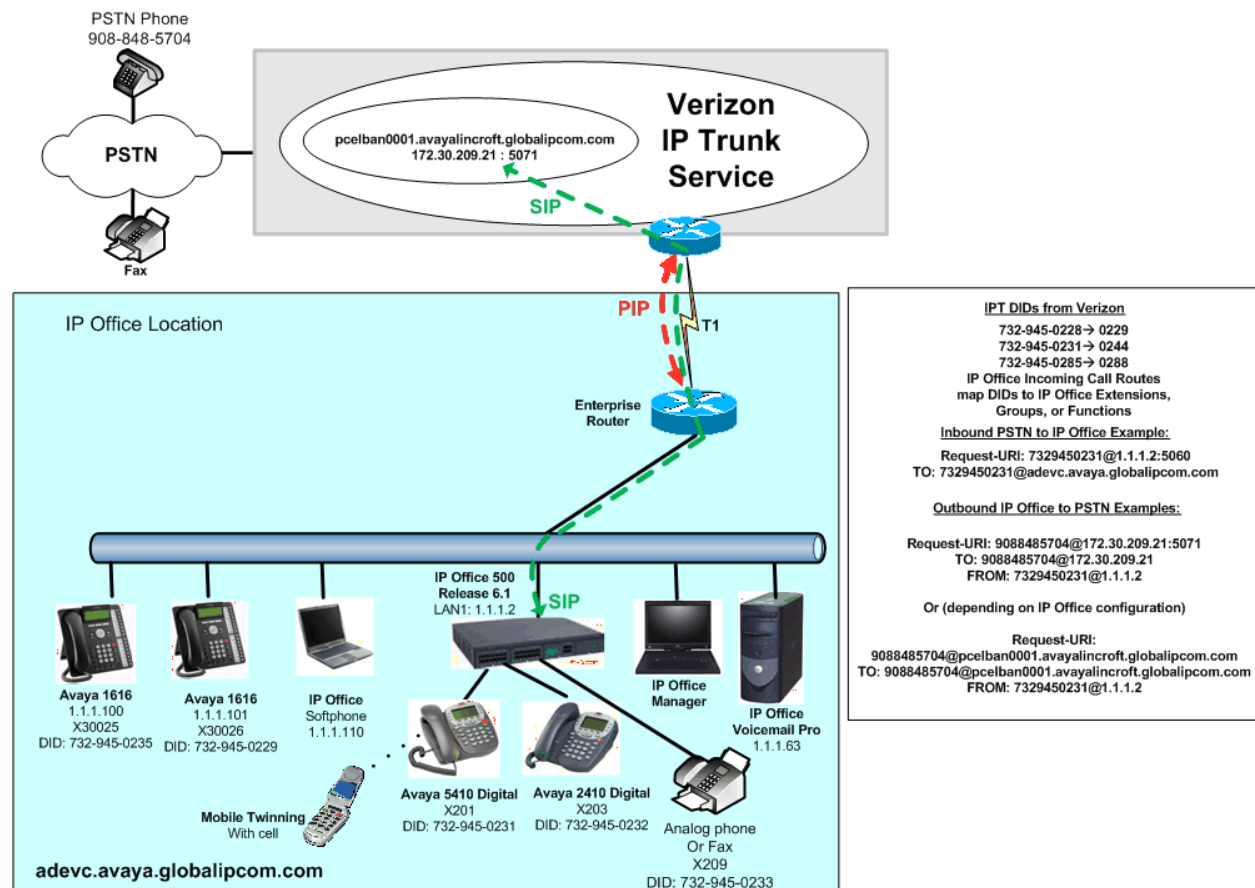 PSTN Phone
908-848-5704
PSTN
Fax
Verizon
IP Trunk
Service
pcelban0001.avayalincroft.globalipcom.com
172.30.209.21 : 5071
SIP
PIP
T1
IP Office Location
Enterprise
Router
IP Office 500
Release 6.1
LAN1: 1.1.1.2
SIP
Avaya 1616
1.1.1.100
X30025
DID: 732-945-0235
Avaya 1616
1.1.1.101
X30026
DID: 732-945-0229
IP Office
Softphone
1.1.1.110
IP Office
Manager
IP Office
Voicemail Pro
1.1.1.63
Mobile Twinning
With cell
Avaya 5410 Digital
X201
DID: 732-945-0231
Avaya 2410 Digital
X203
DID: 732-945-0232
Analog phone
Or Fax
X209
DID: 732-945-0233
adevc.avaya.globalipcom.com
IPT DIDs from Verizon
732-945-0228→ 0229
732-945-0231→ 0244
732-945-0285→ 0288
IP Office Incoming Call Routes
map DIDs to IP Office Extensions,
Groups, or Functions
Inbound PSTN to IP Office Example:
Request-URI: 7329450231@1.1.1.2:5060
TO: 7329450231@adevc.avaya.globalipcom.com
Outbound IP Office to PSTN Examples:
Request-URI: 9088485704@172.30.209.21:5071
TO: 9088485704@172.30.209.21
FROM: 7329450231@1.1.1.2
Or (depending on IP Office configuration)
Request-URI:
9088485704@pcelban0001.avayalincroft.globalipcom.com
TO: 9088485704@pcelban0001.avayalincroft.globalipcom.com
FROM: 7329450231@1.1.1.2